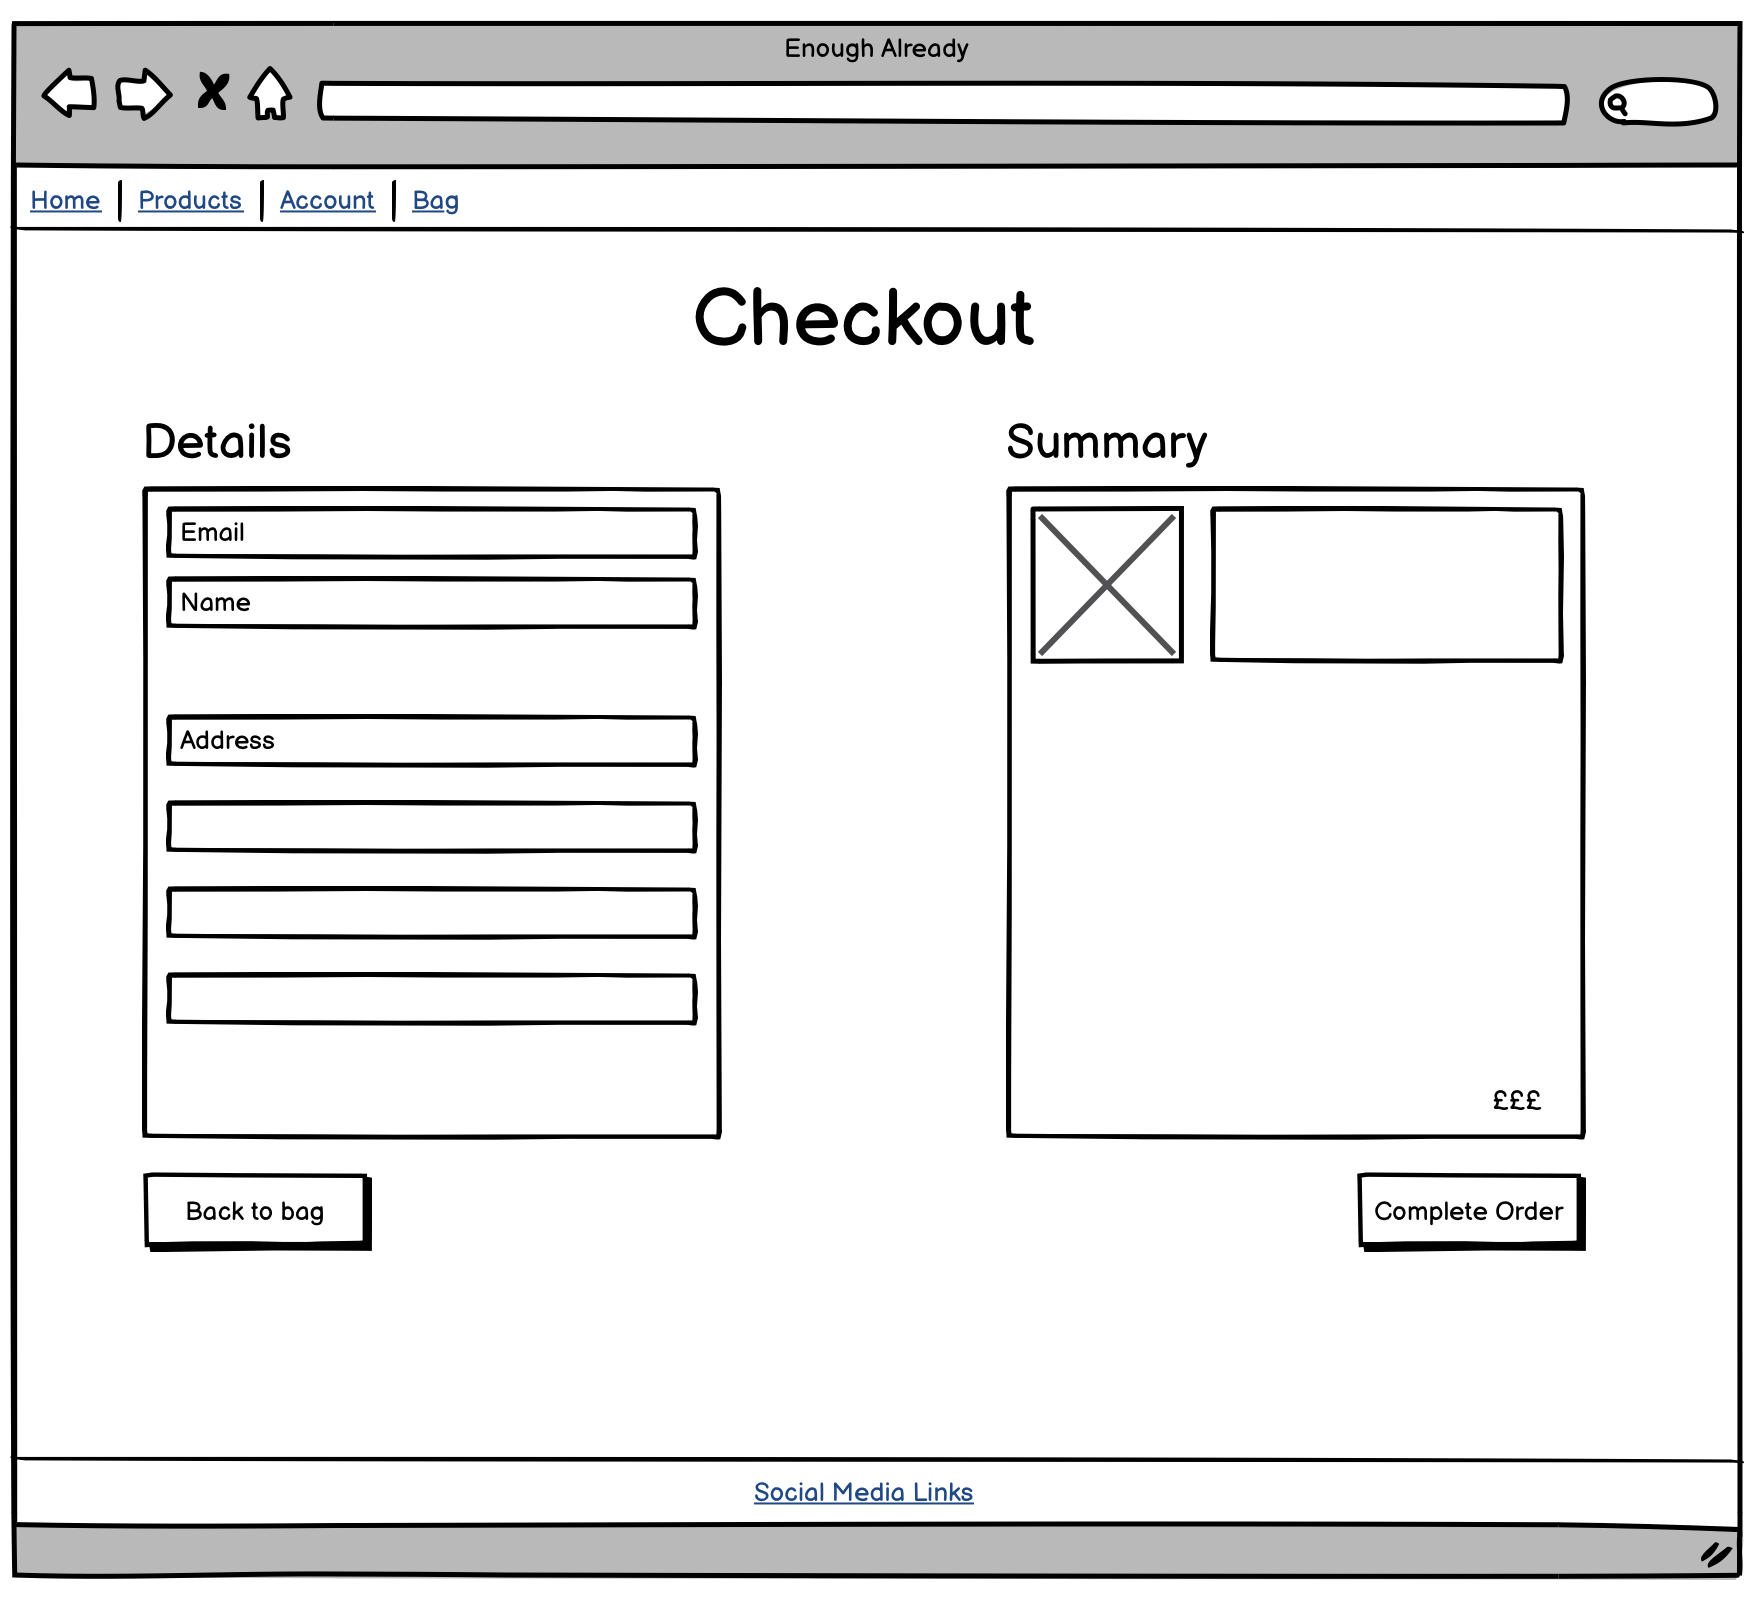 Enough Already
Home Products Account Bag
Checkout
Details
Email
Name
Address
Summary
£££
Back to bag
Complete Order
Social Media Links